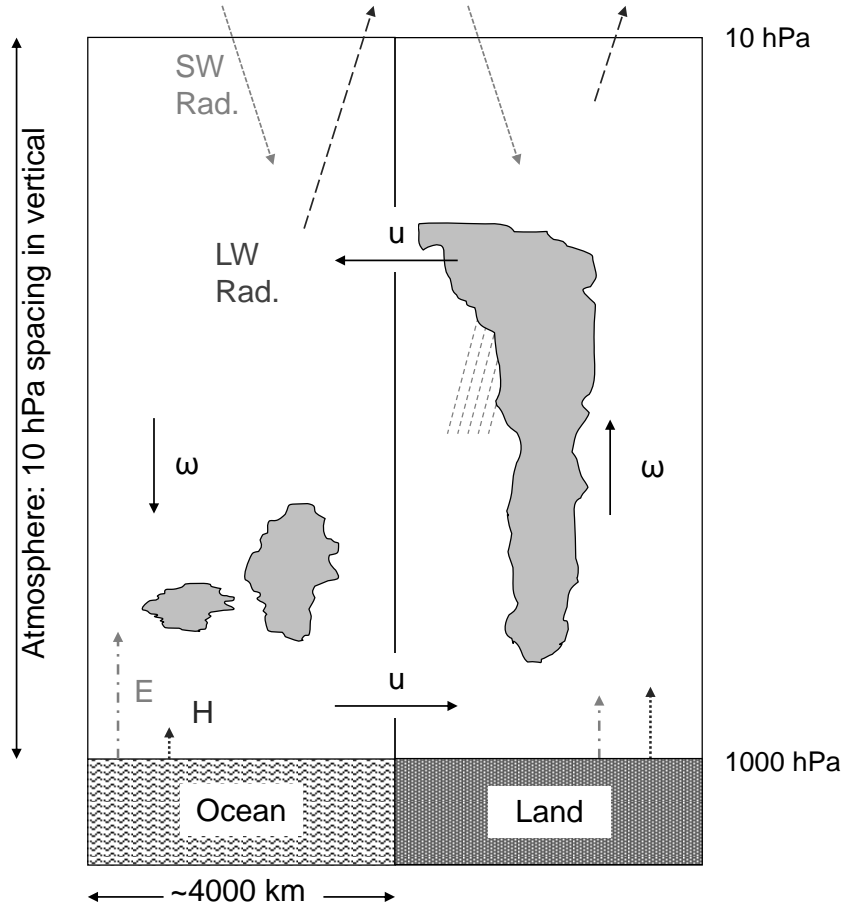 10 hPa
SW
Rad.
Atmosphere: 10 hPa spacing in vertical
u
LW
Rad.
ω
ω
u
E
H
1000 hPa
Ocean
Land
~4000 km